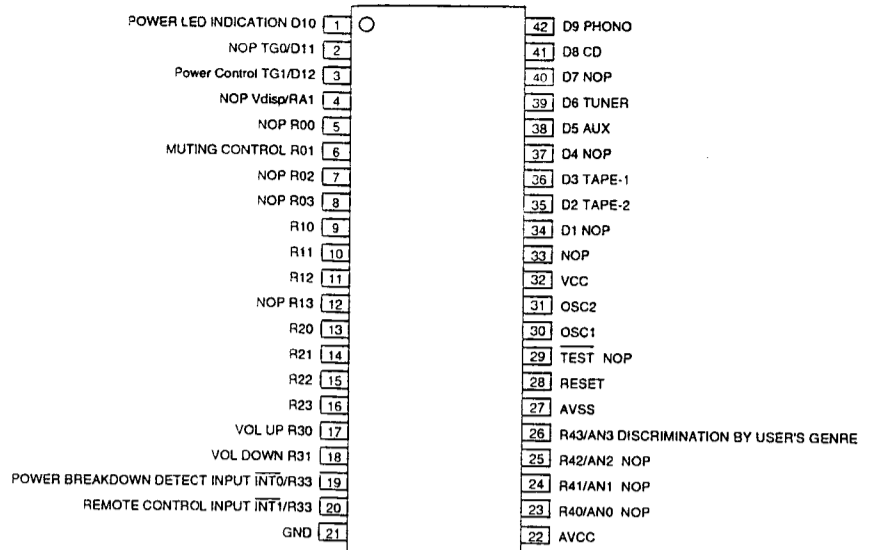 POWER LED INDICATION D10 1
NOP TG0/D11 2
Power Control TG1/D12 3
NOP Vdisp/RA1 4
NOP R00 5
MUTING CONTROL R01 6
NOP R02 7
NOP R03 8
R10 9
R11 10
R12 11
NOP R13 12
R20 13
R21 14
R22 15
R23 16
VOL UP R30 17
VOL DOWN R31 18
POWER BREAKDOWN DETECT INPUT INT0/R33 19
REMOTE CONTROL INPUT INT1/R33 20
GND 21
42 D9 PHONO
41 D8 CD
40 D7 NOP
39 D6 TUNER
38 D5 AUX
37 D4 NOP
36 D3 TAPE-1
35 D2 TAPE-2
34 D1 NOP
33 NOP
32 VCC
31 OSC2
30 OSC1
29 TEST NOP
28 RESET
27 AVSS
26 R43/AN3 DISCRIMINATION BY USER'S GENRE
25 R42/AN2 NOP
24 R41/AN1 NOP
23 R40/AN0 NOP
22 AVCC